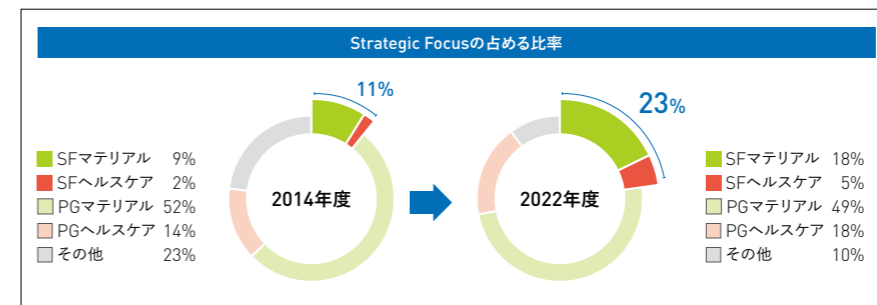 Strategic Focusの占める比率
11%
SFマテリアル 9%
SFヘルスケア 2%
PGマテリアル 52%
PGヘルスケア 14%
その他 23%
2014年度
23%
2022年度
SFマテリアル 18%
SFヘルスケア 5%
PGマテリアル 49%
PGヘルスケア 18%
その他 10%